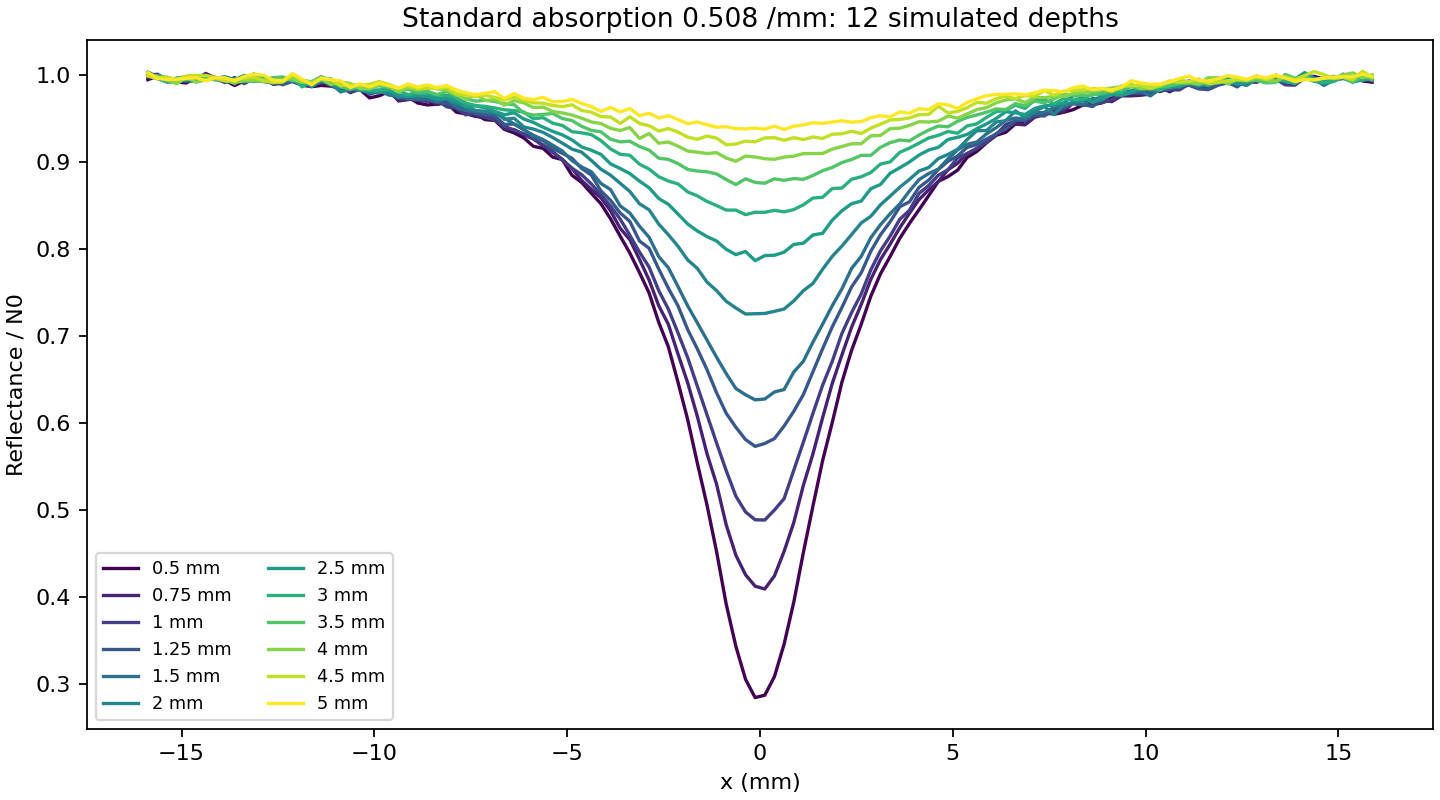 Standard absorption 0.508 /mm: 12 simulated depths
Reflectance / N0
1.0
0.9
0.8
0.7
0.6
0.5
0.4
0.3
0.5 mm
0.75 mm
1 mm
1.25 mm
1.5 mm
2 mm
2.5 mm
3 mm
3.5 mm
4 mm
4.5 mm
5 mm
−15
−10
−5
0
5
10
15
x (mm)